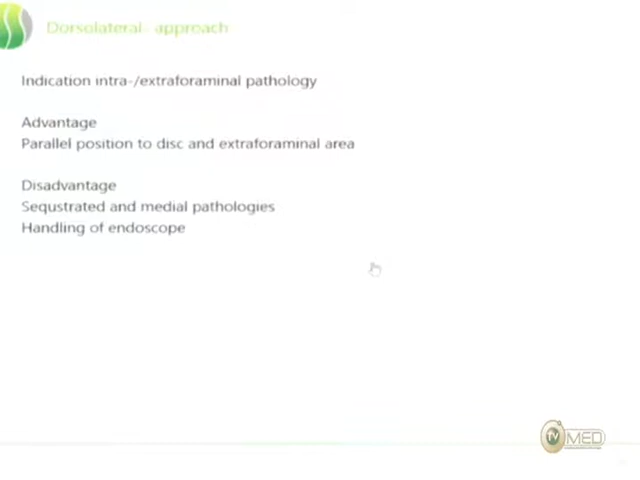 Dorsolateral- approach
Indication intra-/extraforaminal pathology
Advantage
Parallel position to disc and extraforaminal area
Disadvantage
Sequstrated and medial pathologies
Handling of endoscope
TV MED